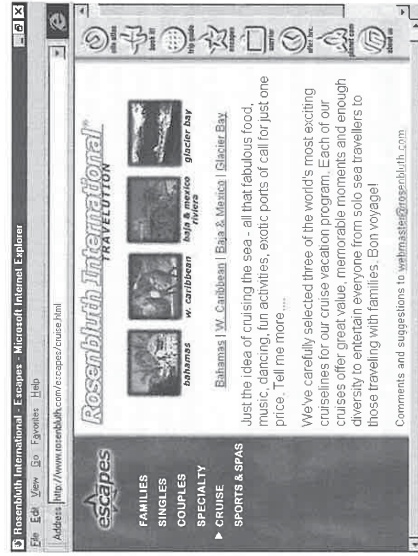 Rosenbluth International - Escapes - Microsoft Internet Explorer
File Edit View Go Favorites Help
Address http://www.rosenbluth.com/escapes/cruise.html
escapes
FAMILIES
SINGLES
COUPLES
SPECIALTY
CRUISE
SPORTS & SPAS
Rosenbluth International®
TRAVELUTION
bahamas
w. caribbean
baja & mexico
riviera
glacier bay
Bahamas | W. Caribbean | Baja & Mexico | Glacier Bay
Just the idea of cruising the sea - all that fabulous food,
music, dancing, fun activities, exotic ports of call for just one
price. Tell me more....
We've carefully selected three of the world's most exciting
cruiselines for our cruise vacation program. Each of our
cruises offer great value, memorable moments and enough
diversity to entertain everyone from solo sea travellers to
those traveling with families. Bon voyage!
Comments and suggestions to webmaster@rosenbluth.com
site atlas
book it!
trip guide
escapes
warrior
after hrs.
planet com
about us